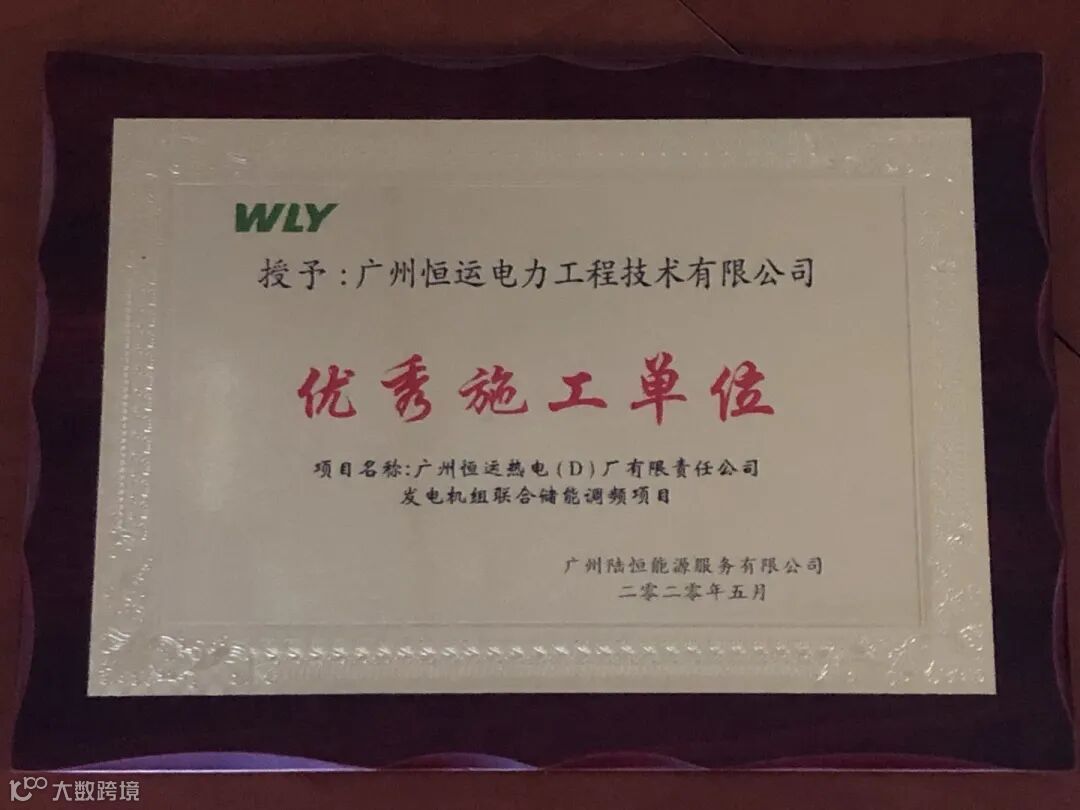 WLY
授予:广州恒运电力工程技术有限公司
优秀施工单位
项目名称:广州恒运热电(D)厂有限责任公司
发电机组联合储能调频项目
广州陆恒能源服务有限公司
二零二零年五月
大数跨境